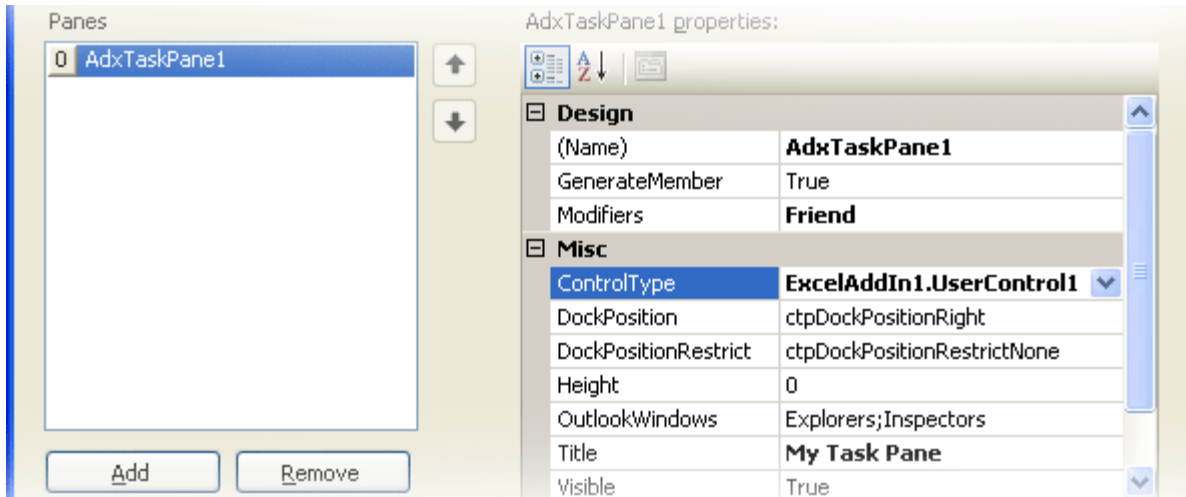 Panes
0 AdxTaskPane1
Add Remove
AdxTaskPane1 properties:
A
Z
Design
(Name) AdxTaskPane1
GenerateMember True
Modifiers Friend
Misc
ControlType ExcelAddIn1.UserControl1
DockPosition ctpDockPositionRight
DockPositionRestrict ctpDockPositionRestrictNone
Height 0
OutlookWindows Explorers;Inspectors
Title My Task Pane
Visible True